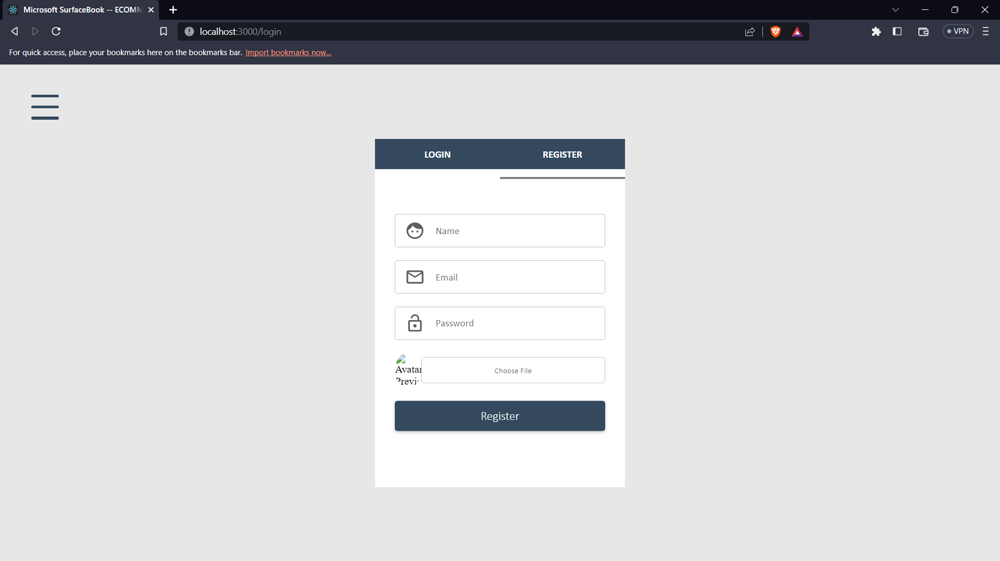 Microsoft SurfaceBook -- ECOMM
localhost:3000/login
VPN
For quick access, place your bookmarks here on the bookmarks bar. Import bookmarks now...
LOGIN REGISTER
Name
Email
Password
Avatar
Previ
Choose File
Register